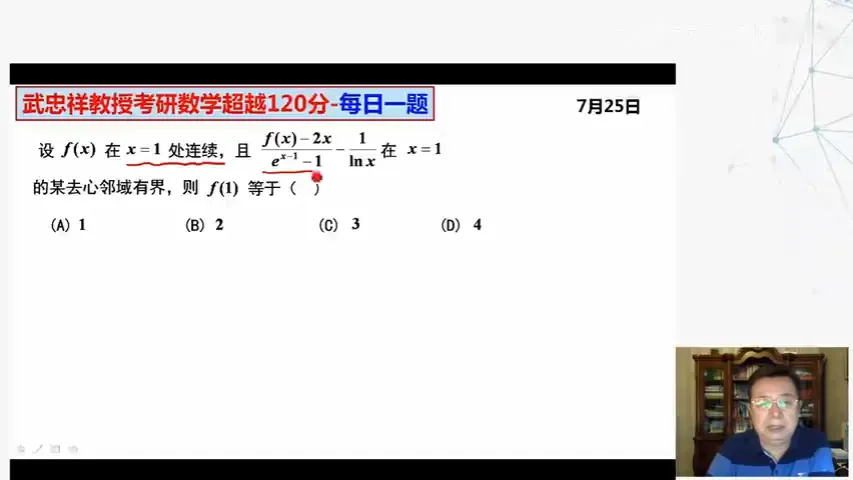 武忠祥教授考研数学超越120分-每日一题
7月25日
设 f(x) 在 x = 1 处连续，且 \frac{f(x)-2x}{e^{x-1}-1} - \frac{1}{\ln x} 在 x = 1
的某去心邻域有界，则 f(1) 等于（ ）
(A) 1 (B) 2 (C) 3 (D) 4